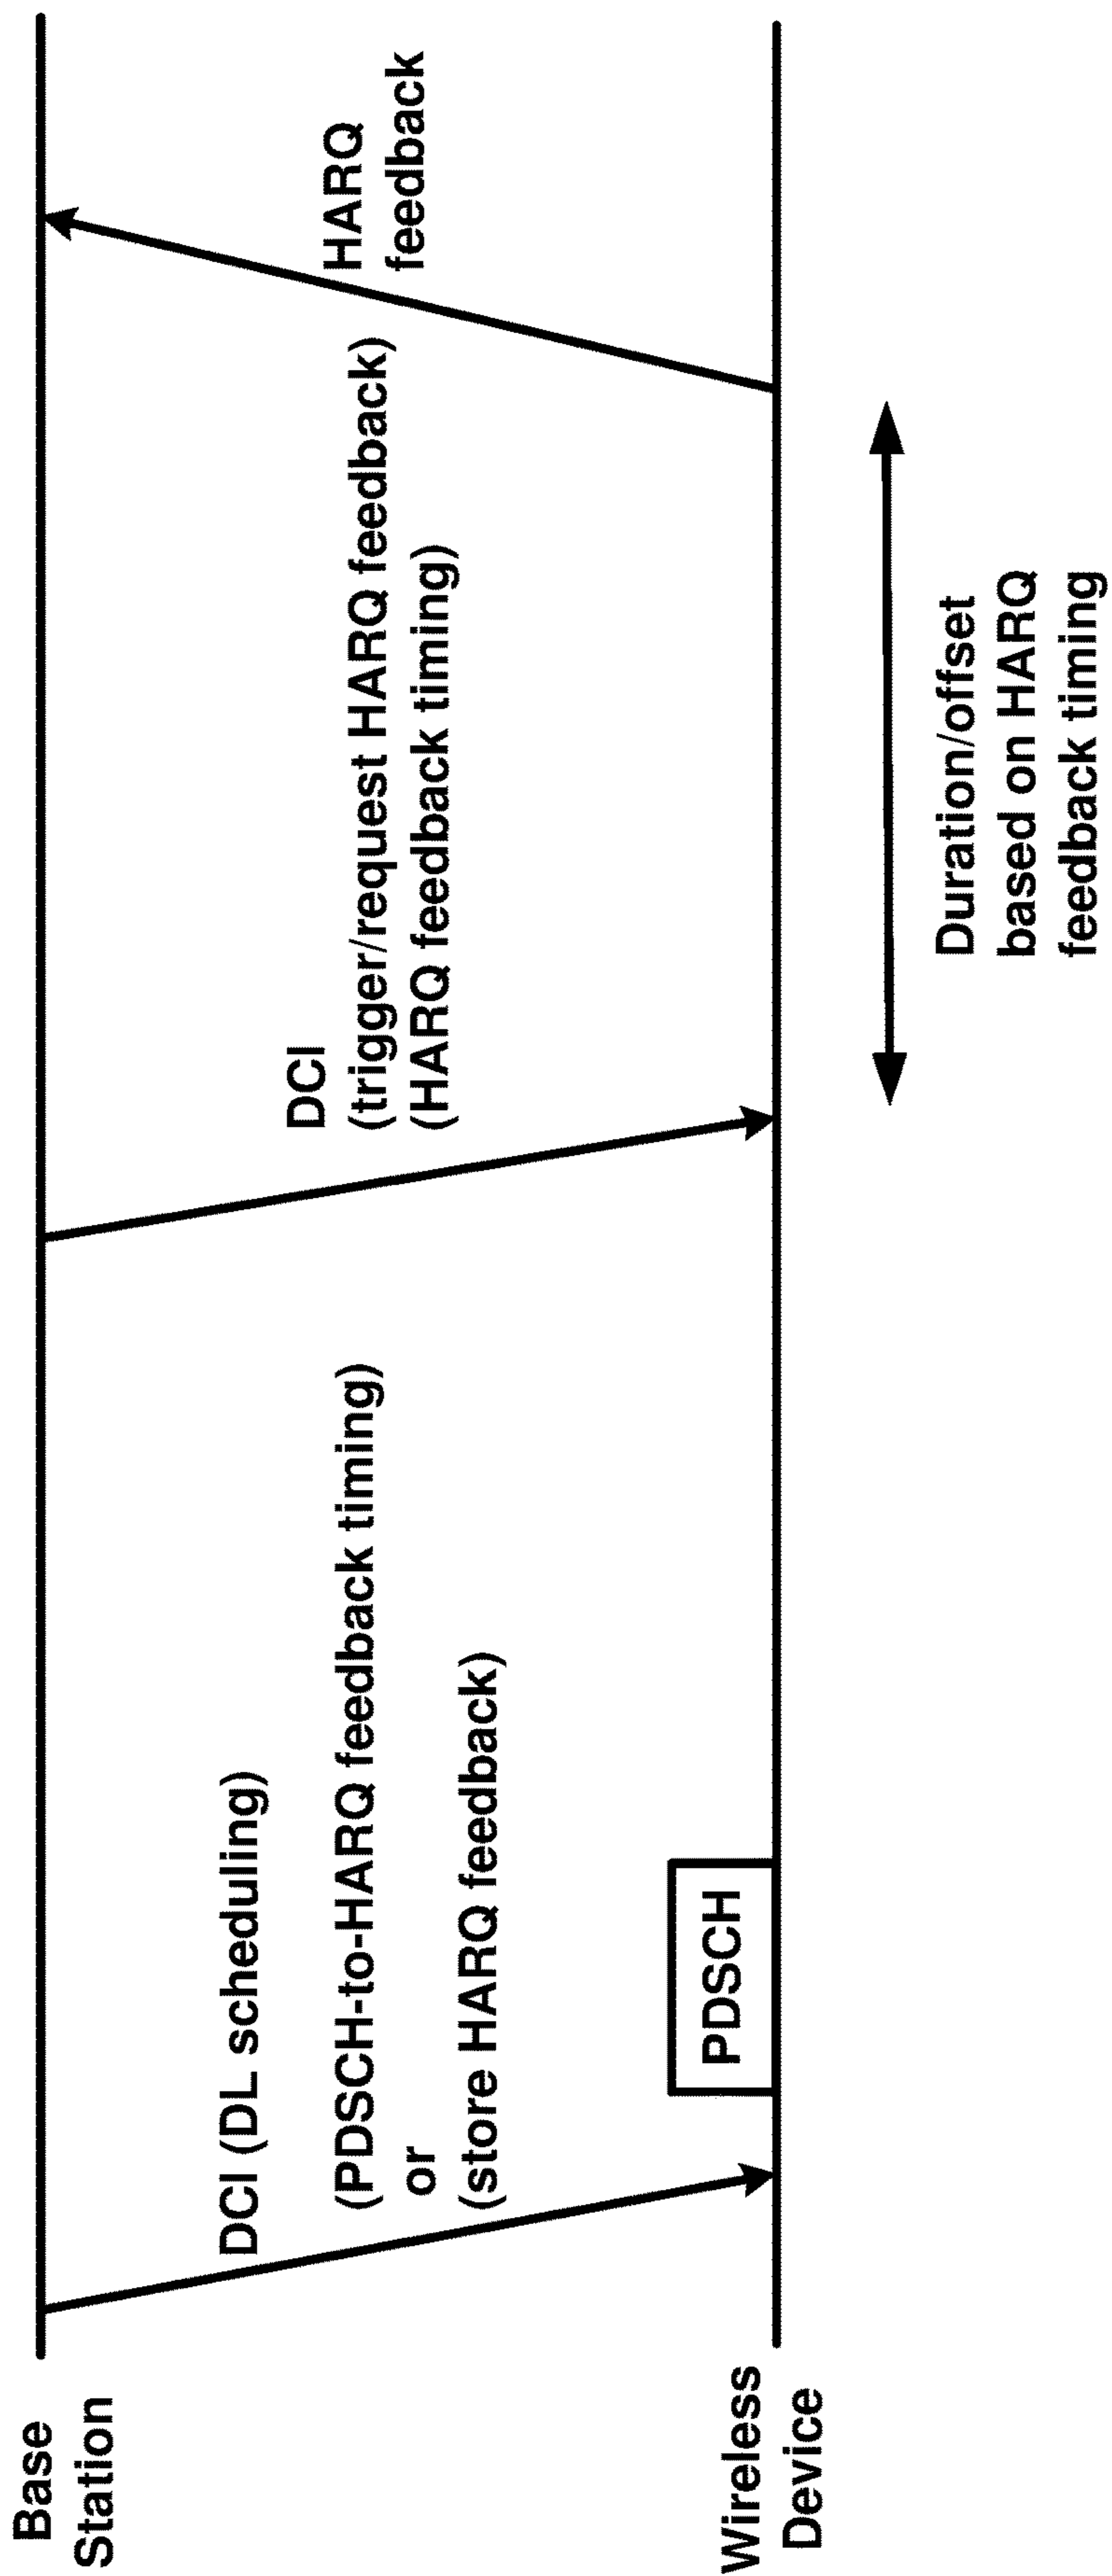 Base
Station
DCI (DL scheduling)
(PDSCH-to-HARQ feedback timing)
or
(store HARQ feedback)
DCI
(trigger/request HARQ feedback)
(HARQ feedback timing)
HARQ
feedback
PDSCH
Wireless
Device
Duration/offset
based on HARQ
feedback timing